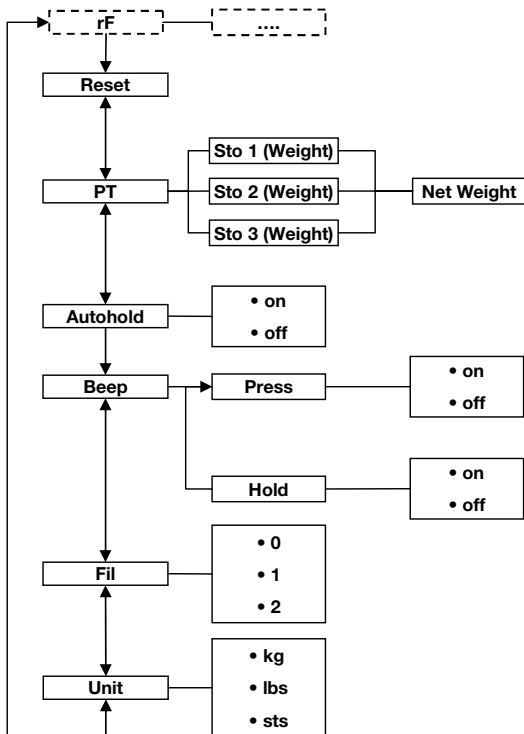 rF ....
Reset
Sto 1 (Weight)
PT Sto 2 (Weight) Net Weight
Sto 3 (Weight)
• on
Autohold
• off
Beep Press • on
• off
Hold • on
• off
• 0
Fil • 1
• 2
• kg
Unit • lbs
• sts